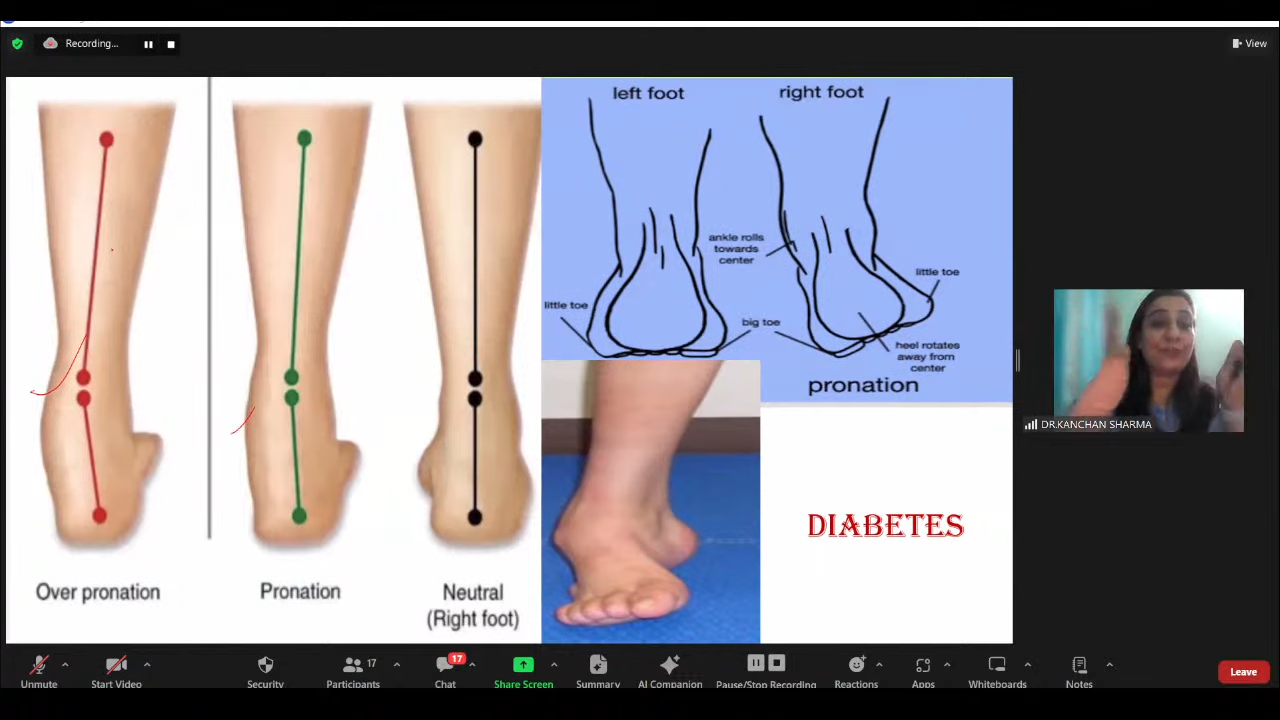 Recording...
View
left foot
right foot
ankle rolls
towards
center
little toe
little toe
big toe
heel rotates
away from
center
pronation
DR.KANCHAN SHARMA
DIABETES
Over pronation
Pronation
Neutral
(Right foot)
17
17
Unmute
Start Video
Security
Participants
Chat
Share Screen
Summary
AI Companion
Pause/Stop Recording
Reactions
Apps
Whiteboards
Notes
Leave